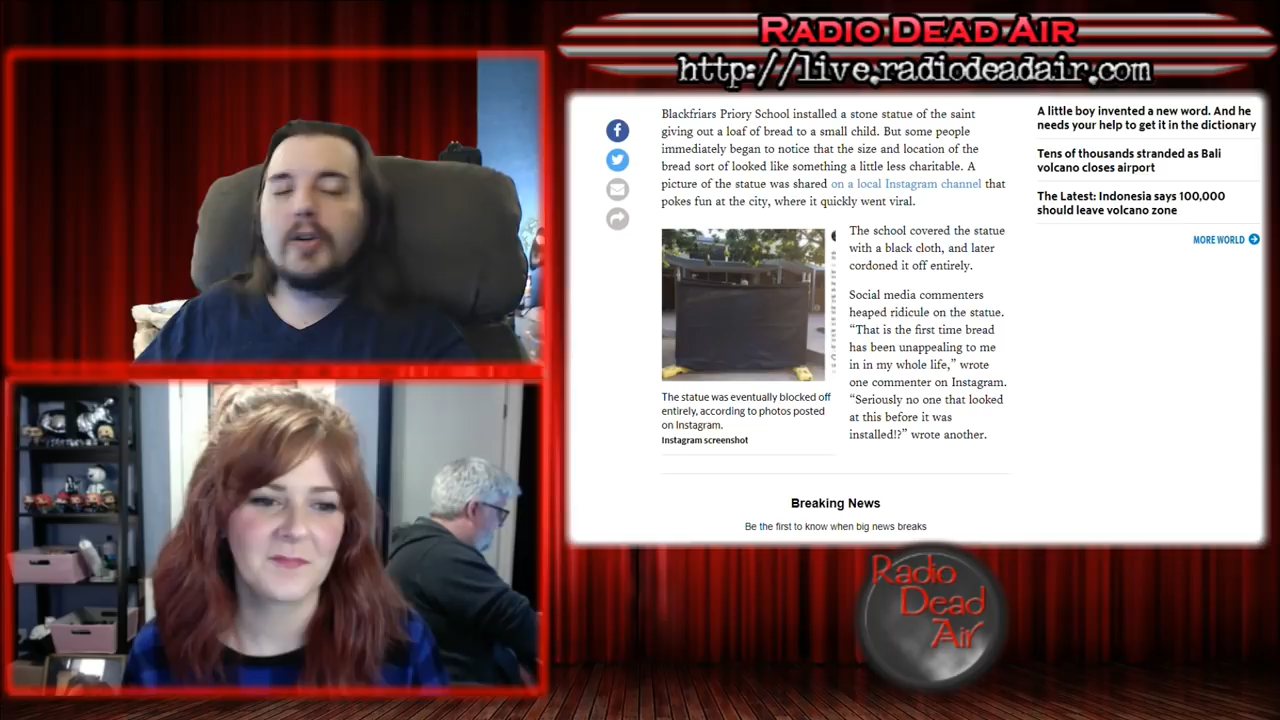 Radio Dead Air
http://live.radiodeadair.com
Blackfriars Priory School installed a stone statue of the saint
giving out a loaf of bread to a small child. But some people
immediately began to notice that the size and location of the
bread sort of looked like something a little less charitable. A
picture of the statue was shared on a local Instagram channel that
pokes fun at the city, where it quickly went viral.
The statue was eventually blocked off
entirely, according to photos posted
on Instagram.
Instagram screenshot
The school covered the statue
with a black cloth, and later
cordoned it off entirely.
Social media commenters
heaped ridicule on the statue.
“That is the first time bread
has been unappealing to me
in in my whole life,” wrote
one commenter on Instagram.
“Seriously no one that looked
at this before it was
installed!?” wrote another.
Breaking News
Be the first to know when big news breaks
A little boy invented a new word. And he
needs your help to get it in the dictionary
Tens of thousands stranded as Bali
volcano closes airport
The Latest: Indonesia says 100,000
should leave volcano zone
MORE WORLD
Radio
Dead
Air